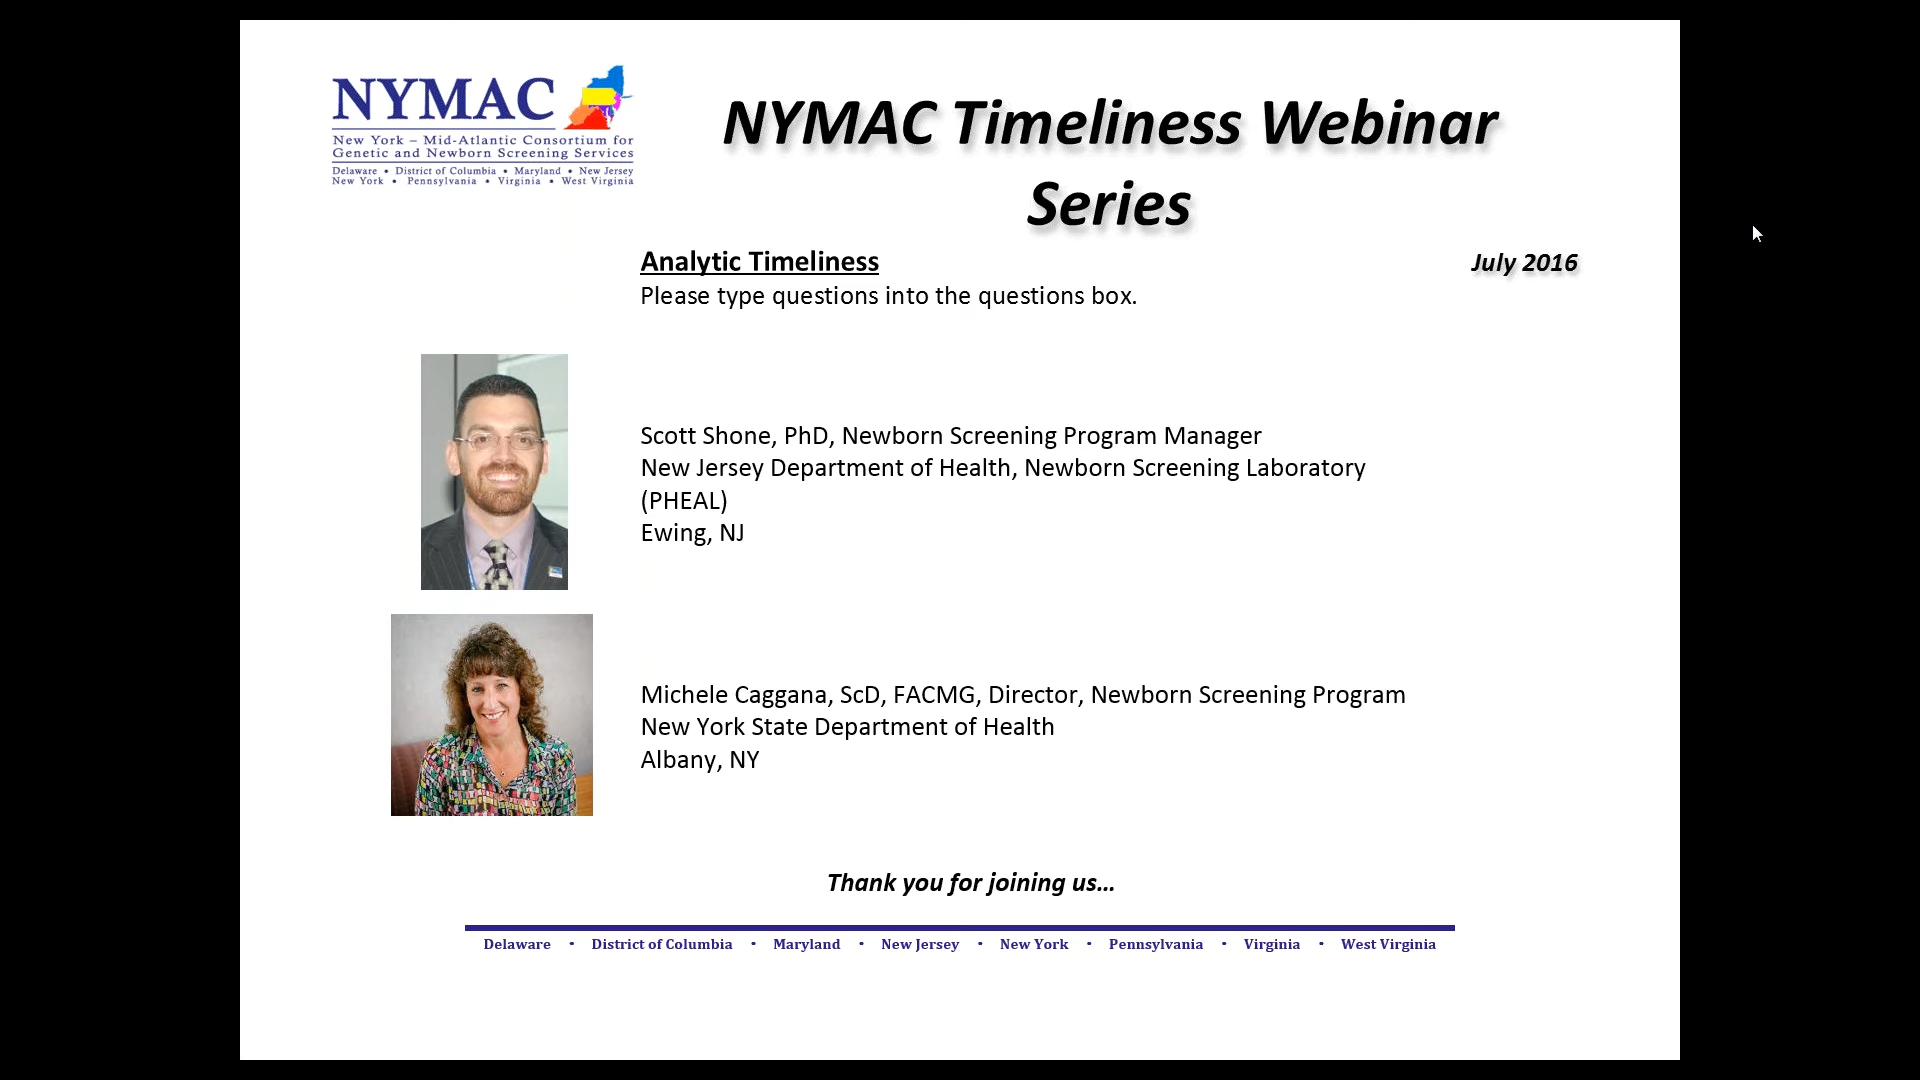 NYMAC
New York – Mid-Atlantic Consortium for
Genetic and Newborn Screening Services
Delaware • District of Columbia • Maryland • New Jersey
New York • Pennsylvania • Virginia • West Virginia
NYMAC Timeliness Webinar
Series
Analytic Timeliness
July 2016
Please type questions into the questions box.
Scott Shone, PhD, Newborn Screening Program Manager
New Jersey Department of Health, Newborn Screening Laboratory
(PHEAL)
Ewing, NJ
Michele Caggana, ScD, FACMG, Director, Newborn Screening Program
New York State Department of Health
Albany, NY
Thank you for joining us…
Delaware • District of Columbia • Maryland • New Jersey • New York • Pennsylvania • Virginia • West Virginia